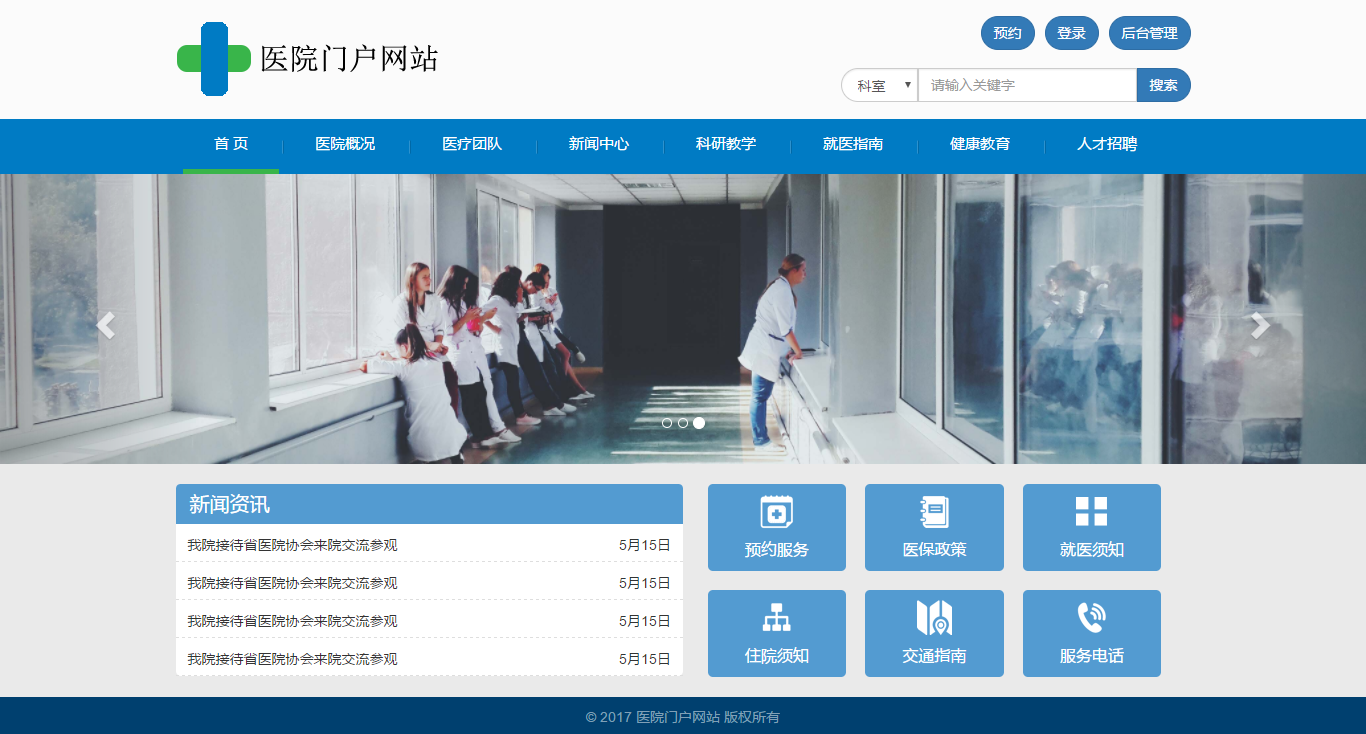 医院门户网站
预约 登录 后台管理
科室 请输入关键字 搜索
首 页 医院概况 医疗团队 新闻中心 科研教学 就医指南 健康教育 人才招聘
新闻资讯
我院接待省医院协会来院交流参观 5月15日
我院接待省医院协会来院交流参观 5月15日
我院接待省医院协会来院交流参观 5月15日
我院接待省医院协会来院交流参观 5月15日
预约服务 医保政策 就医须知
住院须知 交通指南 服务电话
© 2017 医院门户网站 版权所有